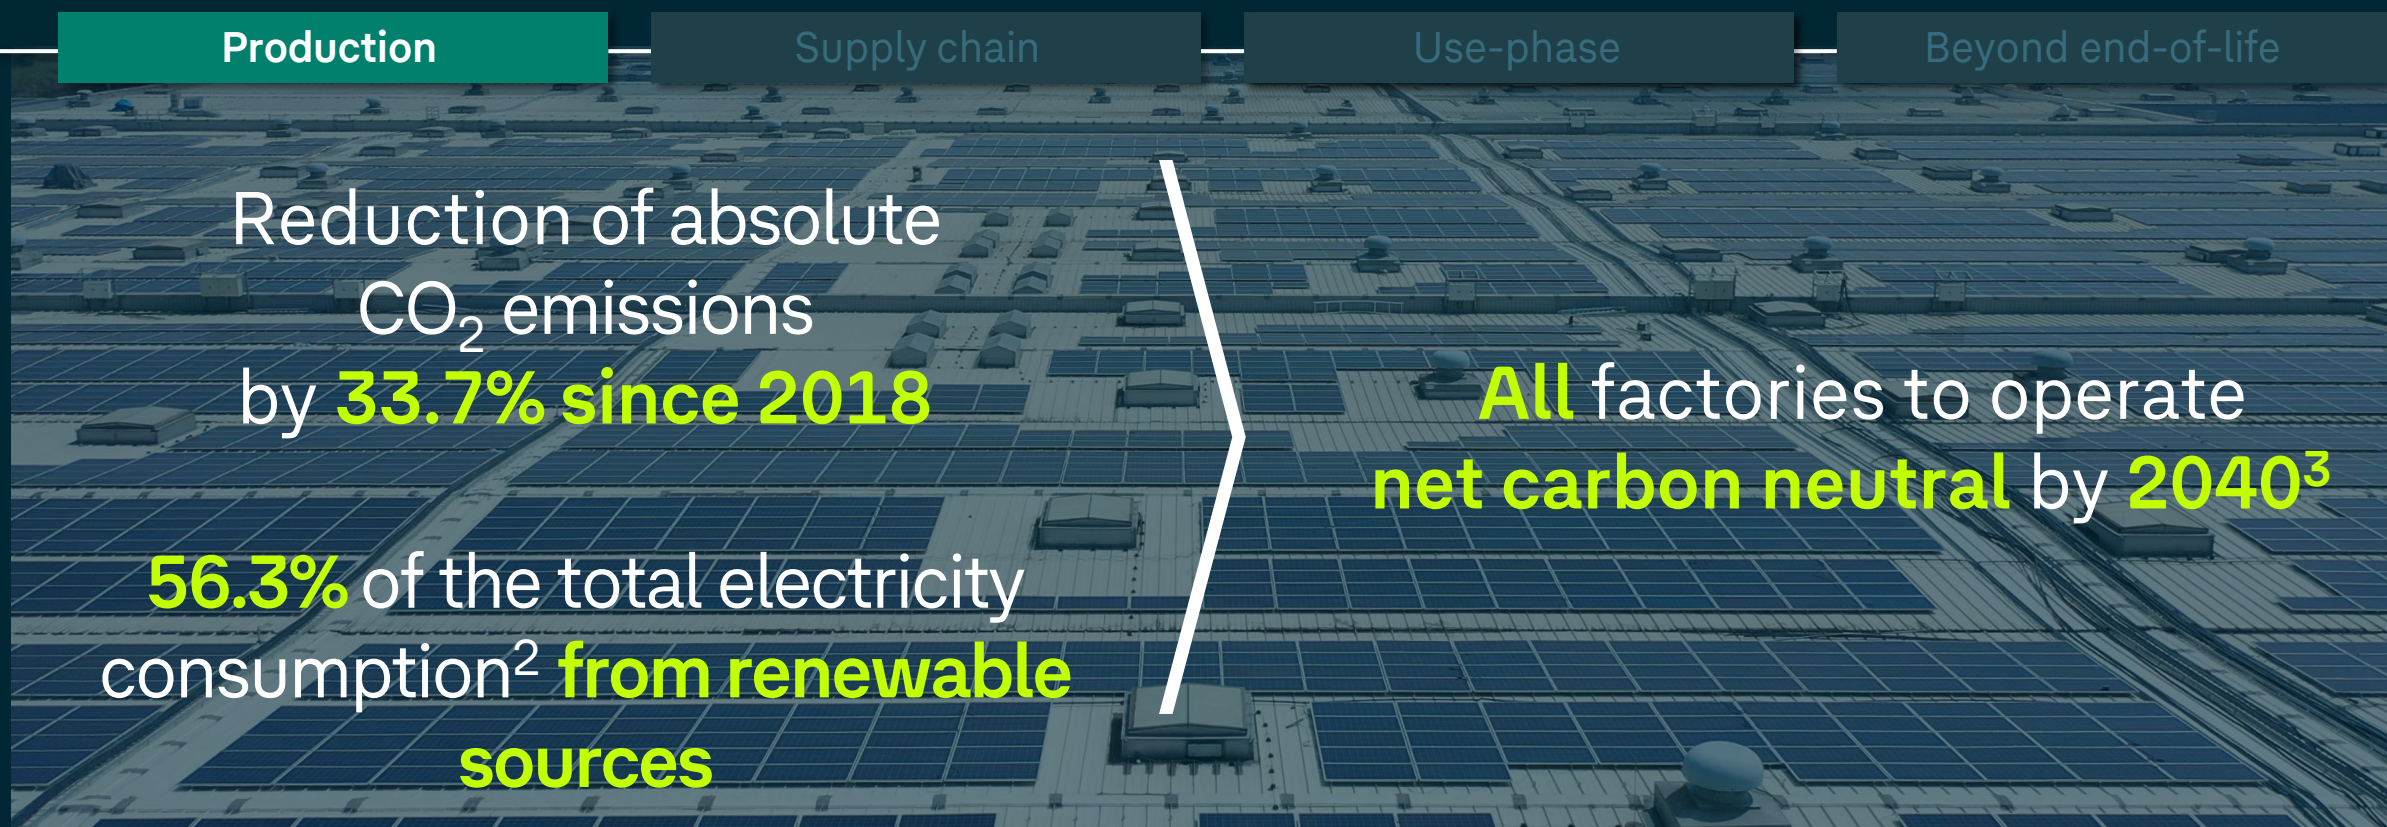 Production
Supply chain
Use-phase
Beyond end-of-life
Reduction of absolute
CO₂ emissions
by 33.7% since 2018
56.3% of the total electricity
consumption² from renewable
sources
All factories to operate
net carbon neutral by 2040³